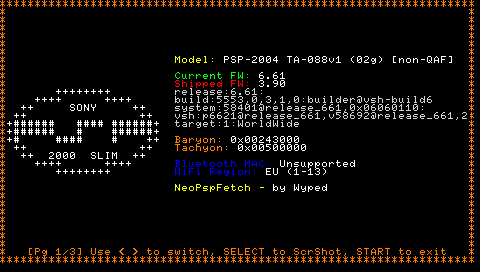 Model: PSP-2004 TA-088v1 (02g) [non-QAF]
Current FW: 6.61
Shipped FW: 3.90
release:6.61:
build:5553,0,3,1,0:builder@vsh-build6
system:58401@release_661,0x06060110:
vsh:p6621@release_661,v58692@release_661,2
target:1:WorldWide
Baryon: 0x00243000
Tachyon: 0x00500000
Bluetooth MAC: Unsupported
WiFi Region: EU (1-13)
NeoPspFetch - by Wyped
SONY
2000 SLIM
[Pg 1/3] Use < > to switch, SELECT to ScrShot, START to exit